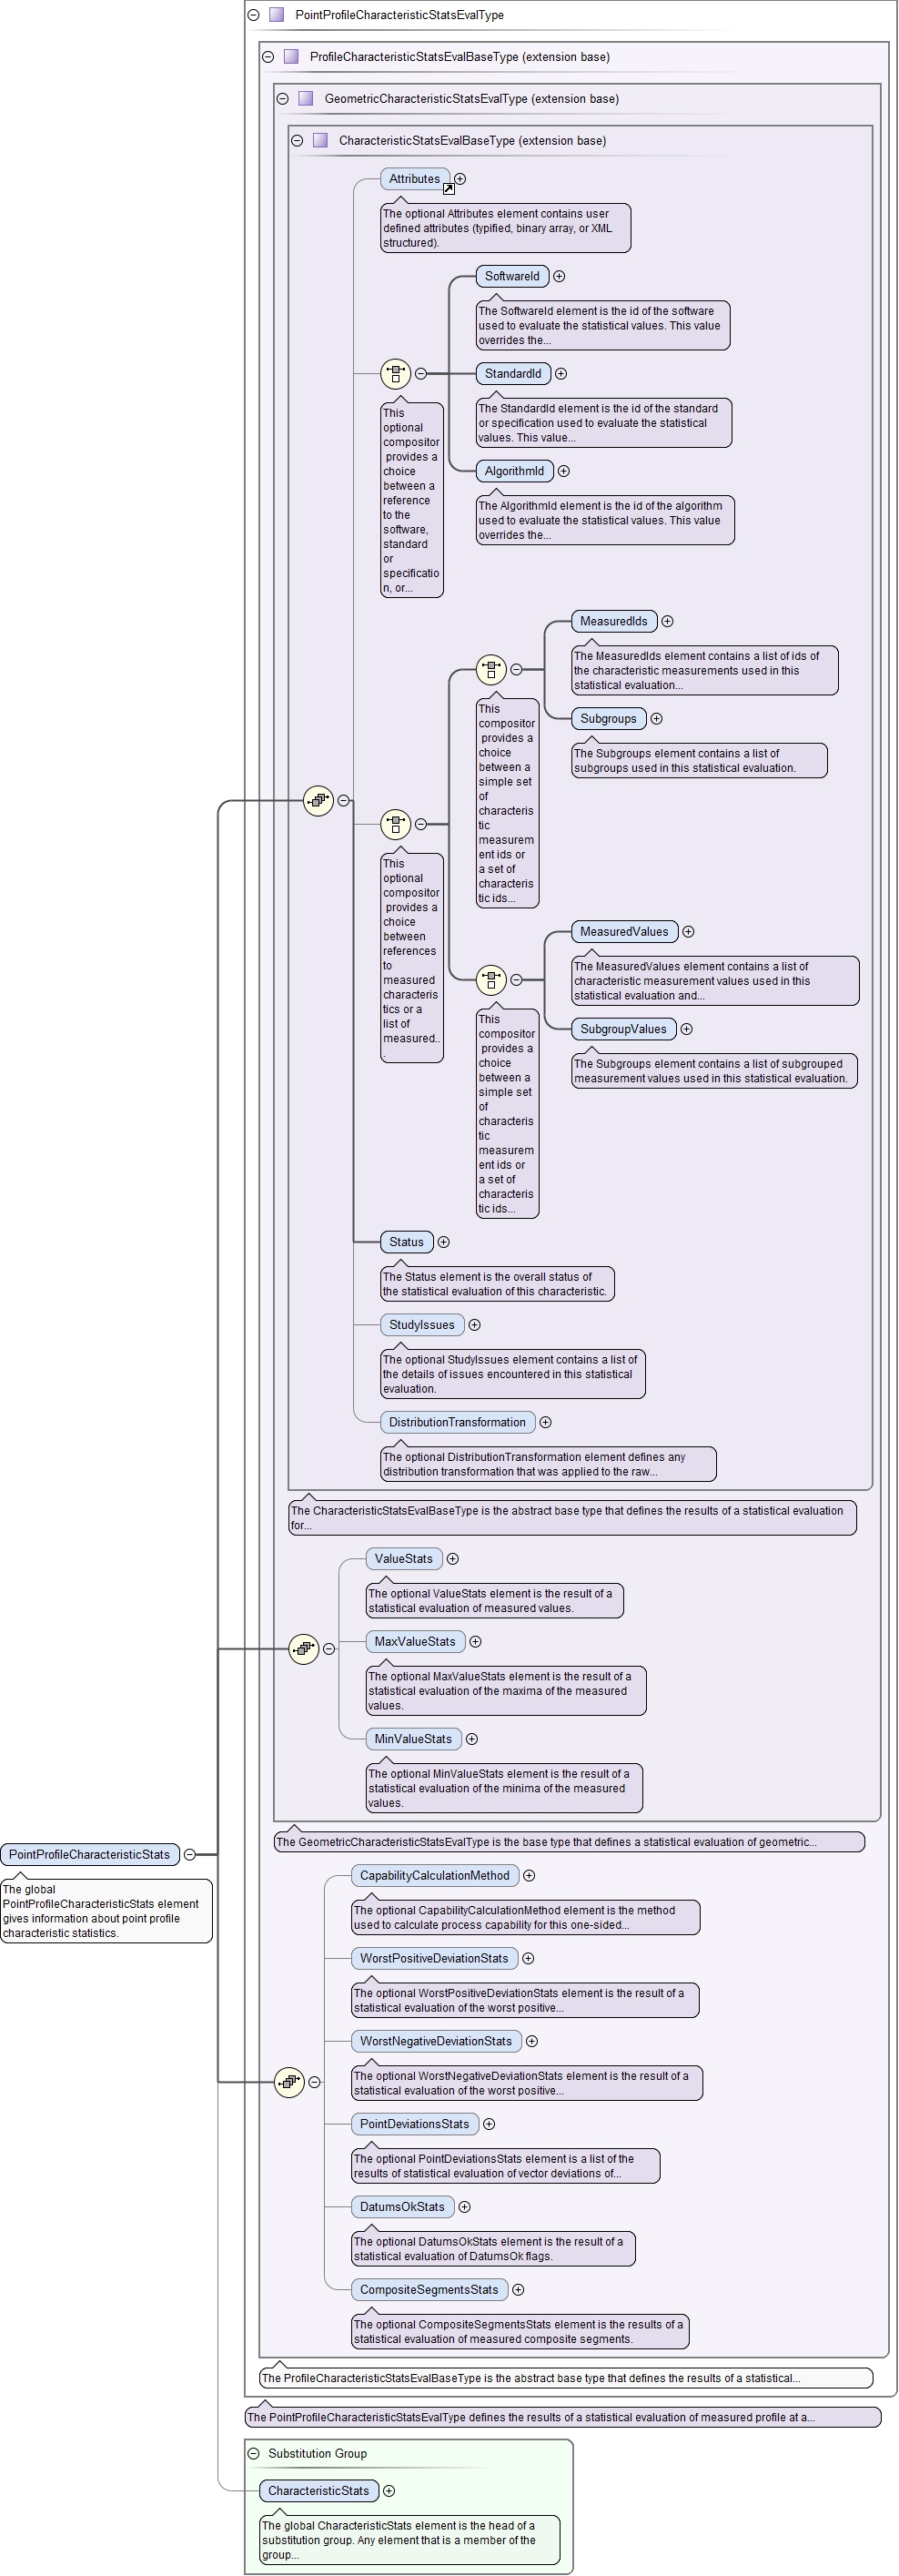 PointProfileCharacteristicStatsEvalType
ProfileCharacteristicStatsEvalBaseType (extension base)
GeometricCharacteristicStatsEvalType (extension base)
CharacteristicStatsEvalBaseType (extension base)
Attributes
The optional Attributes element contains user
defined attributes (typified, binary array, or XML
structured).
SoftwareId
The SoftwareId element is the id of the software
used to evaluate the statistical values. This value
overrides the...
StandardId
The StandardId element is the id of the standard
or specification used to evaluate the statistical
values. This value...
AlgorithmId
The AlgorithmId element is the id of the algorithm
used to evaluate the statistical values. This value
overrides the...
This
optional
compositor
provides a
choice
between a
reference
to the
software,
standard
or
specificatio
n, or...
MeasuredIds
The MeasuredIds element contains a list of ids of
the characteristic measurements used in this
statistical evaluation...
Subgroups
The Subgroups element contains a list of
subgroups used in this statistical evaluation.
This
compositor
provides a
choice
between a
simple set
of
characteris
tic
measurem
ent ids or
a set of
characteris
tic ids...
This
optional
compositor
provides a
choice
between
references
to
measured
characteris
tics or a
list of
measured..
.
MeasuredValues
The MeasuredValues element contains a list of
characteristic measurement values used in this
statistical evaluation and...
SubgroupValues
The Subgroups element contains a list of subgrouped
measurement values used in this statistical evaluation.
This
compositor
provides a
choice
between a
simple set
of
characteris
tic
measurem
ent ids or
a set of
characteris
tic ids...
Status
The Status element is the overall status of
the statistical evaluation of this characteristic.
StudyIssues
The optional StudyIssues element contains a list of
the details of issues encountered in this statistical
evaluation.
DistributionTransformation
The optional DistributionTransformation element defines any
distribution transformation that was applied to the raw...
The CharacteristicStatsEvalBaseType is the abstract base type that defines the results of a statistical evaluation
for...
ValueStats
The optional ValueStats element is the result of a
statistical evaluation of measured values.
MaxValueStats
The optional MaxValueStats element is the result of a
statistical evaluation of the maxima of the measured
values.
MinValueStats
The optional MinValueStats element is the result of a
statistical evaluation of the minima of the measured
values.
The GeometricCharacteristicStatsEvalType is the base type that defines a statistical evaluation of geometric...
PointProfileCharacteristicStats
The global
PointProfileCharacteristicStats element
gives information about point profile
characteristic statistics.
CapabilityCalculationMethod
The optional CapabilityCalculationMethod element is the method
used to calculate process capability for this one-sided...
WorstPositiveDeviationStats
The optional WorstPositiveDeviationStats element is the result of a
statistical evaluation of the worst positive...
WorstNegativeDeviationStats
The optional WorstNegativeDeviationStats element is the result of a
statistical evaluation of the worst positive...
PointDeviationsStats
The optional PointDeviationsStats element is a list of the
results of statistical evaluation of vector deviations of...
DatumsOkStats
The optional DatumsOkStats element is the result of a
statistical evaluation of DatumsOk flags.
CompositeSegmentsStats
The optional CompositeSegmentsStats element is the results of a
statistical evaluation of measured composite segments.
The ProfileCharacteristicStatsEvalBaseType is the abstract base type that defines the results of a statistical...
The PointProfileCharacteristicStatsEvalType defines the results of a statistical evaluation of measured profile at a...
Substitution Group
CharacteristicStats
The global CharacteristicStats element is the head of a
substitution group. Any element that is a member of the
group...